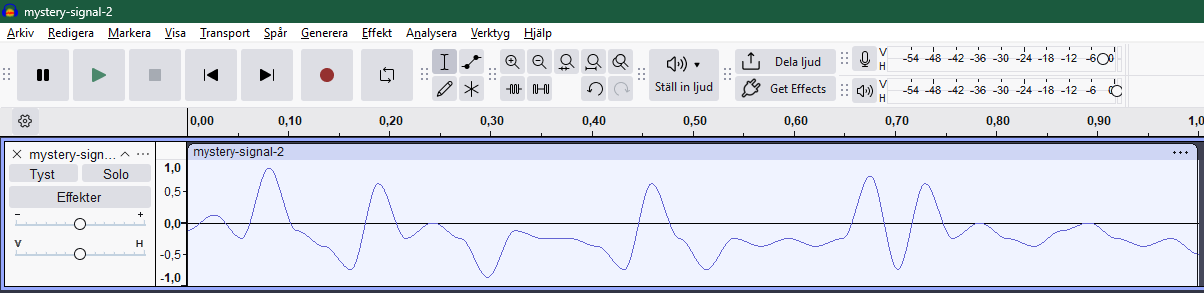 mystery-signal-2
Arkiv Redigera Markera Visa Transport Spår Generera Effekt Analysera Verktyg Hjälp
Ställ in ljud
Dela ljud
Get Effects
V
H
-54 -48 -42 -36 -30 -24 -18 -12 -6 0
V
H
-54 -48 -42 -36 -30 -24 -18 -12 -6 0
0,00 0,10 0,20 0,30 0,40 0,50 0,60 0,70 0,80 0,90 1,0
mystery-sign...
Tyst Solo
Effekter
- +
V H
1,0
0,5
0,0
-0,5
-1,0
mystery-signal-2